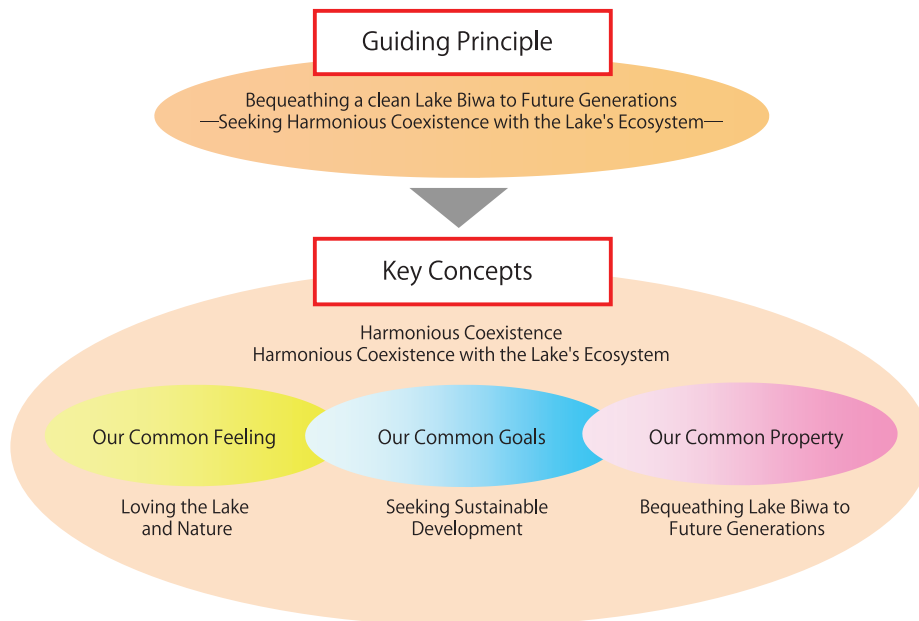 Guiding Principle
Bequeathing a clean Lake Biwa to Future Generations
—Seeking Harmonious Coexistence with the Lake's Ecosystem—
Key Concepts
Harmonious Coexistence
Harmonious Coexistence with the Lake's Ecosystem
Our Common Feeling
Loving the Lake
and Nature
Our Common Goals
Seeking Sustainable
Development
Our Common Property
Bequeathing Lake Biwa to
Future Generations